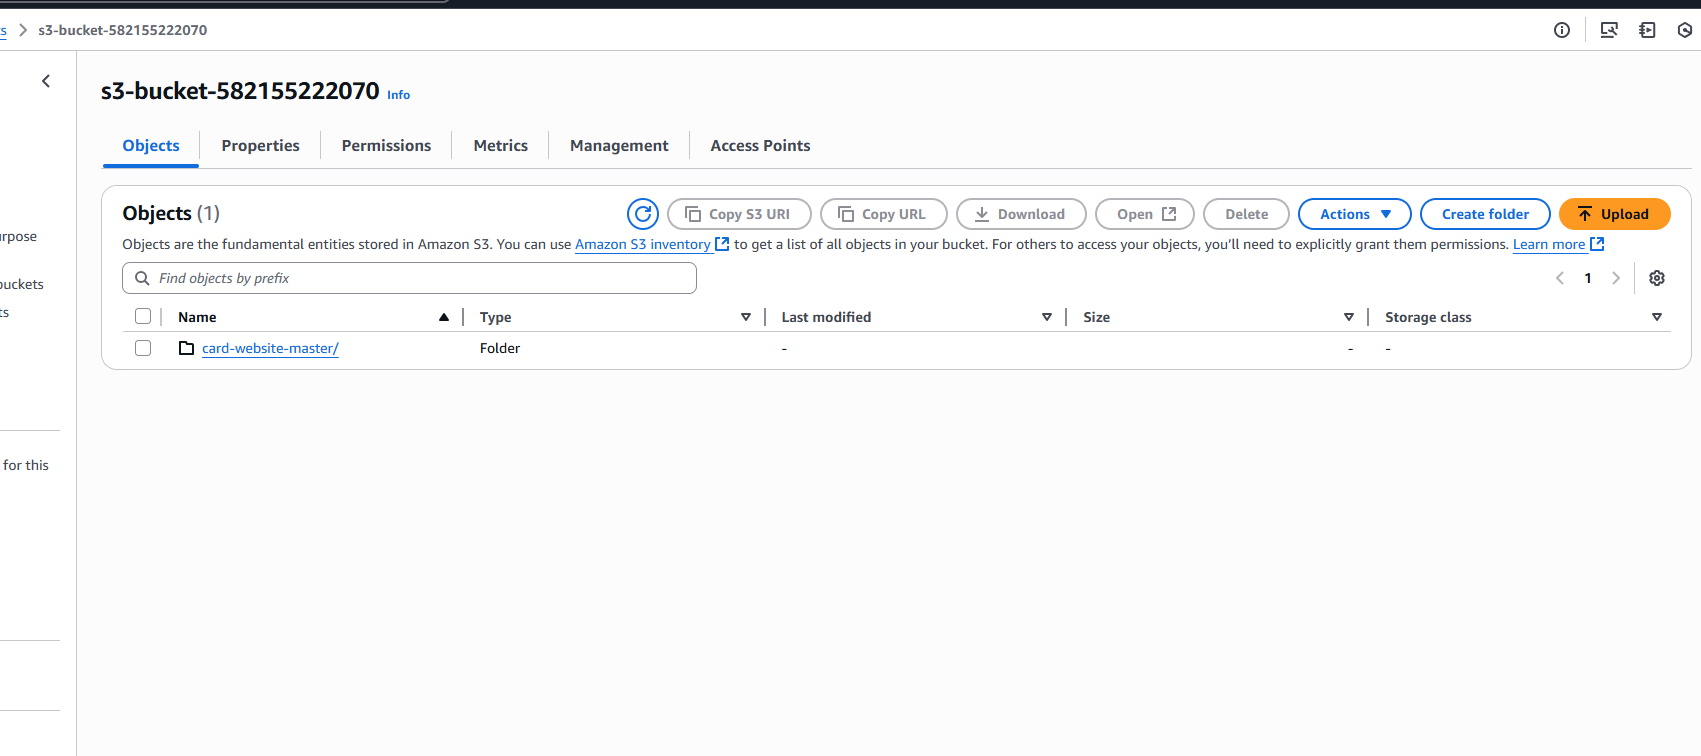 s > s3-bucket-582155222070
s3-bucket-582155222070 Info
Objects Properties Permissions Metrics Management Access Points
Objects (1) Copy S3 URI Copy URL Download Open Delete Actions Create folder Upload
Objects are the fundamental entities stored in Amazon S3. You can use Amazon S3 inventory to get a list of all objects in your bucket. For others to access your objects, you'll need to explicitly grant them permissions. Learn more
Find objects by prefix 1
Name Type Last modified Size Storage class
card-website-master/ Folder - - -
rpose
buckets
ts
for this